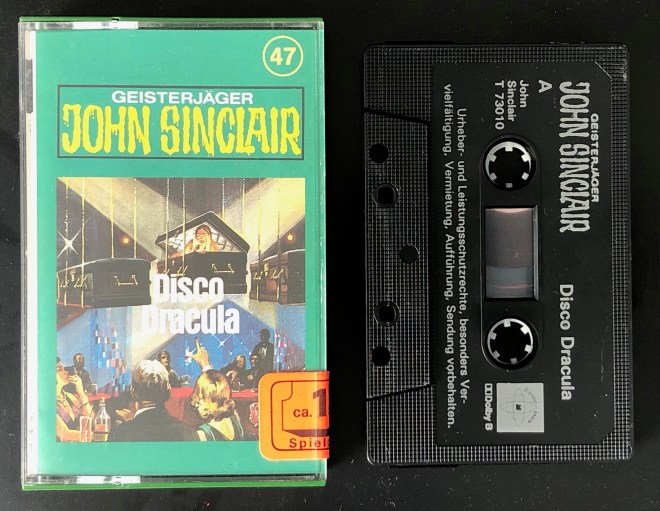 47
GEISTERJÄGER
JOHN SINCLAIR
Disco
Dracula
ca. 1
Spiel
GEISTERJÄGER
JOHN SINCLAIR
Disco Dracula
A
John
Sinclair
T 73010
Urheber- und Leistungsschutzrechte, besonders Ver-
vielfältigung, Vermietung, Aufführung, Sendung vorbehalten.
Dolby B